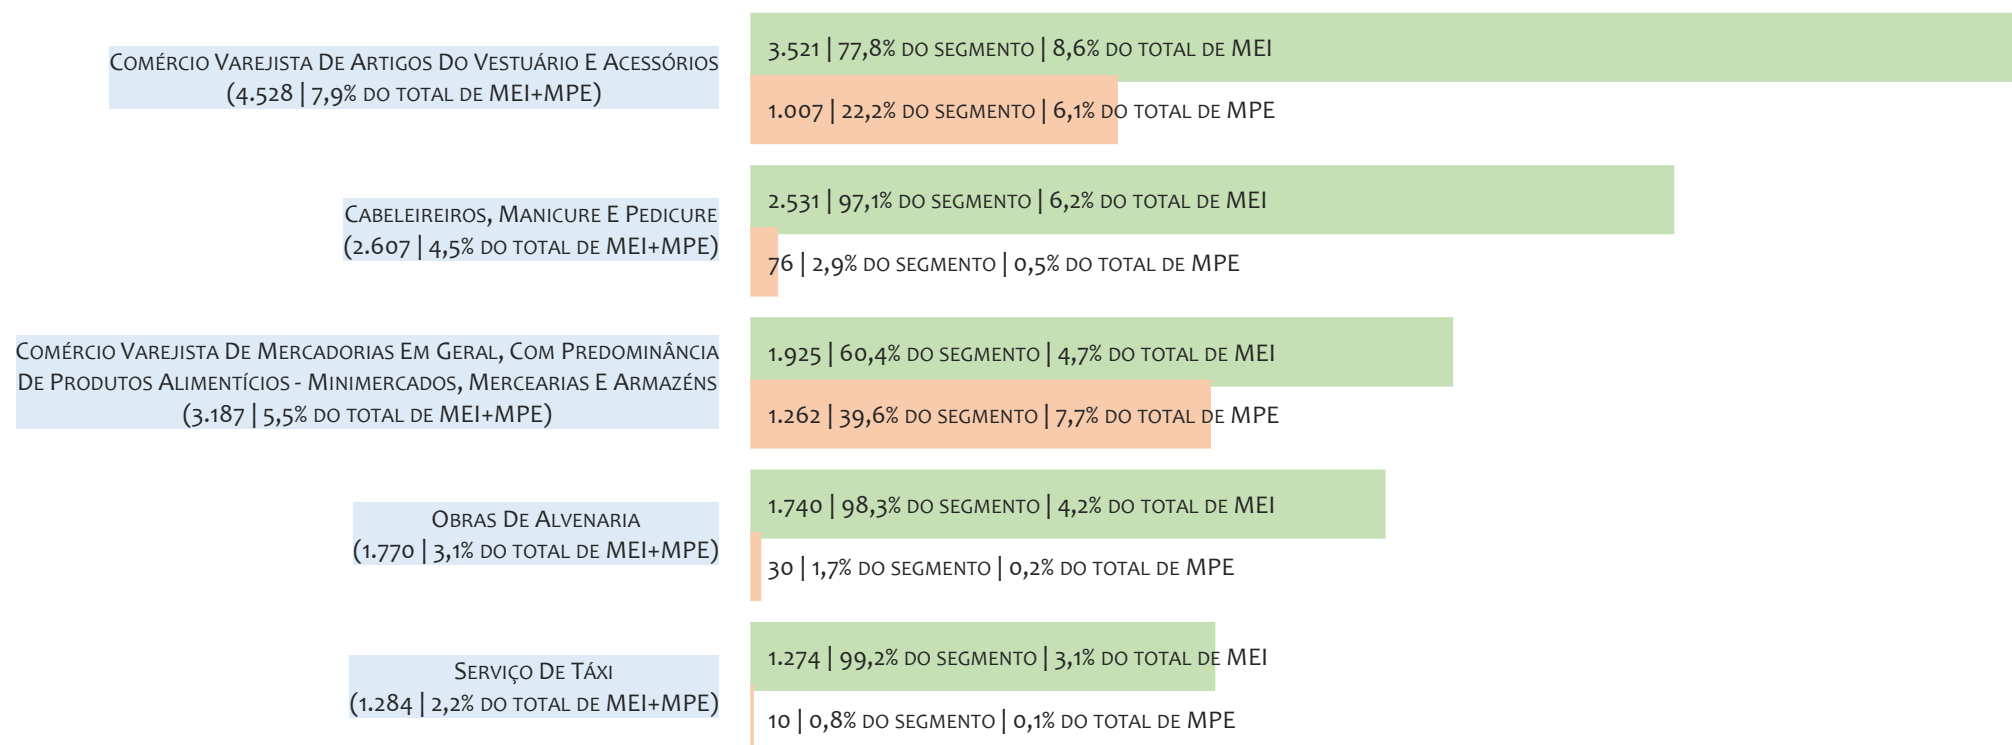 Comércio Varejista De Artigos Do Vestuário E Acessórios
(4.528 | 7,9% do total de MEI+MPE)
3.521 | 77,8% do segmento | 8,6% do total de MEI
1.007 | 22,2% do segmento | 6,1% do total de MPE
Cabeleireiros, Manicure E Pedicure
(2.607 | 4,5% do total de MEI+MPE)
2.531 | 97,1% do segmento | 6,2% do total de MEI
76 | 2,9% do segmento | 0,5% do total de MPE
Comércio Varejista De Mercadorias Em Geral, Com Predominância
De Produtos Alimentícios - Minimercados, Mercearias E Armazéns
(3.187 | 5,5% do total de MEI+MPE)
1.925 | 60,4% do segmento | 4,7% do total de MEI
1.262 | 39,6% do segmento | 7,7% do total de MPE
Obras De Alvenaria
(1.770 | 3,1% do total de MEI+MPE)
1.740 | 98,3% do segmento | 4,2% do total de MEI
30 | 1,7% do segmento | 0,2% do total de MPE
Serviço De Táxi
(1.284 | 2,2% do total de MEI+MPE)
1.274 | 99,2% do segmento | 3,1% do total de MEI
10 | 0,8% do segmento | 0,1% do total de MPE